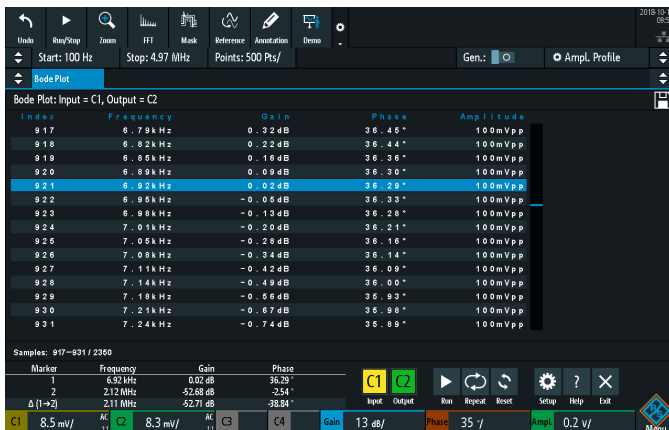 2018-10-1
09:5
Undo Run/Stop Zoom FFT Mask Reference Annotation Demo
Start: 100 Hz Stop: 4.97 MHz Points: 500 Pts/ Gen.: Ampl. Profile
Bode Plot
Bode Plot: Input = C1, Output = C2
Index Frequency Gain Phase Amplitude
917 6.79kHz 0.32dB 36.45° 100mVpp
918 6.82kHz 0.22dB 36.44° 100mVpp
919 6.85kHz 0.16dB 36.36° 100mVpp
920 6.89kHz 0.09dB 36.30° 100mVpp
921 6.92kHz 0.02dB 36.29° 100mVpp
922 6.95kHz -0.05dB 36.33° 100mVpp
923 6.98kHz -0.13dB 36.28° 100mVpp
924 7.01kHz -0.20dB 36.21° 100mVpp
925 7.05kHz -0.28dB 36.16° 100mVpp
926 7.08kHz -0.34dB 36.14° 100mVpp
927 7.11kHz -0.42dB 36.09° 100mVpp
928 7.14kHz -0.49dB 36.00° 100mVpp
929 7.18kHz -0.56dB 35.93° 100mVpp
930 7.21kHz -0.67dB 35.98° 100mVpp
931 7.24kHz -0.74dB 35.89° 100mVpp
Samples: 917-931 / 2350
Marker Frequency Gain Phase
1 6.92 kHz 0.02 dB 36.29 °
2 2.12 MHz -52.68 dB -2.54 °
Δ (1→2) 2.11 MHz -52.71 dB -38.84 °
C1 C2
Input Output Run Repeat Reset Setup Help Exit
C1 8.5 mV/ AC 1:1 C2 8.3 mV/ AC 1:1 C3 C4 Gain 13 dB/ Phase 35 °/ Ampl. 0.2 V/ Menu